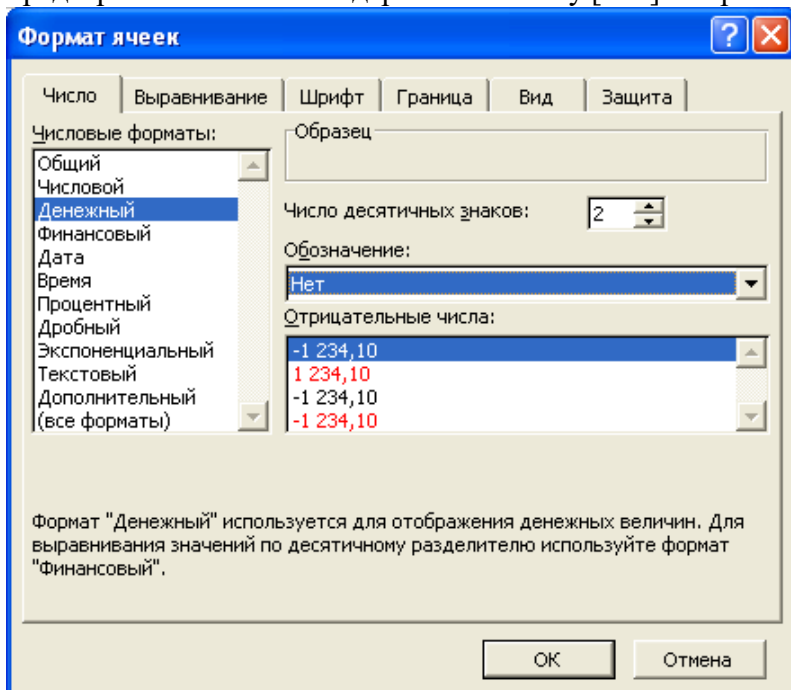 Формат ячеек
Число Выравнивание Шрифт Граница Вид Защита
Числовые форматы:
Общий
Числовой
Денежный
Финансовый
Дата
Время
Процентный
Дробный
Экспоненциальный
Текстовый
Дополнительный
(все форматы)
Образец
Число десятичных знаков: 2
Обозначение:
Нет
Отрицательные числа:
-1 234,10
1 234,10
-1 234,10
-1 234,10
Формат "Денежный" используется для отображения денежных величин. Для
выравнивания значений по десятичному разделителю используйте формат
"Финансовый".
ОК Отмена